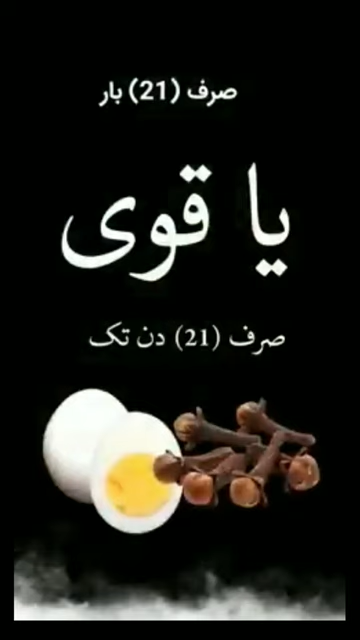 صرف (21) بار
یا قوی
صرف (21) دن تک